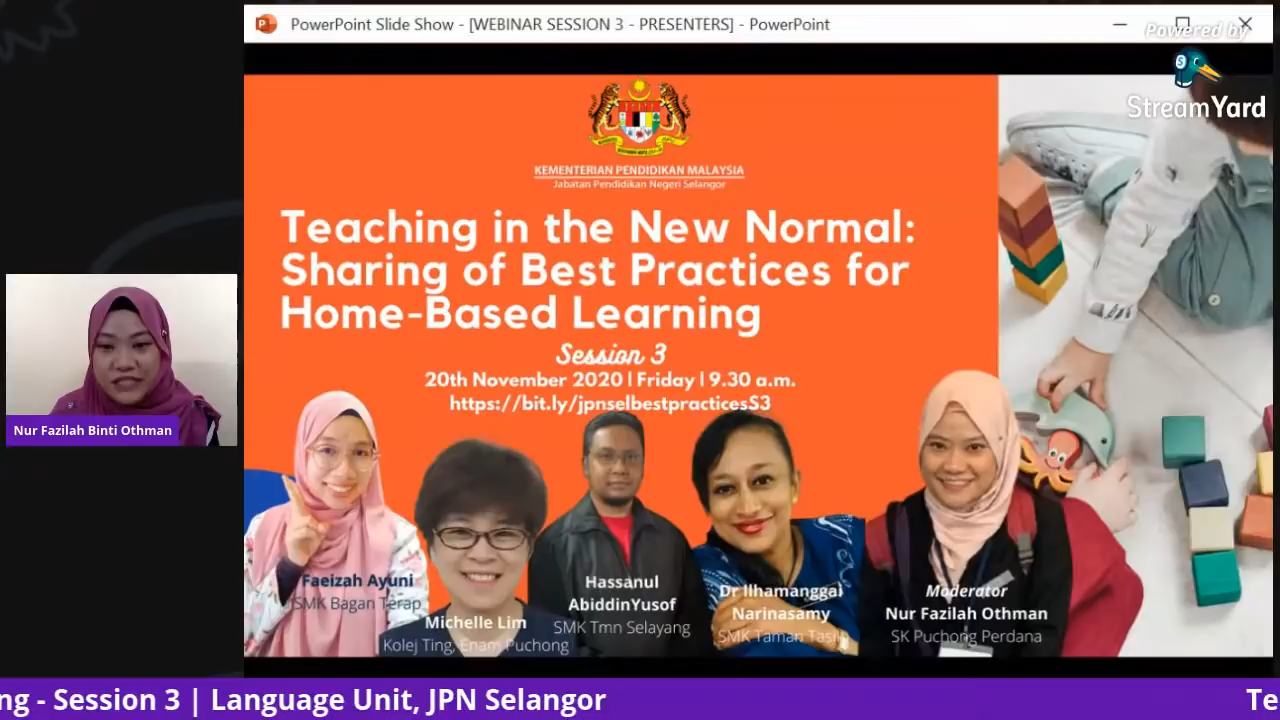 PowerPoint Slide Show - [WEBINAR SESSION 3 - PRESENTERS] - PowerPoint
Powered by
StreamYard
KEMENTERIAN PENDIDIKAN MALAYSIA
Jabatan Pendidikan Negeri Selangor
Teaching in the New Normal:
Sharing of Best Practices for
Home-Based Learning
Session 3
20th November 2020 | Friday | 9.30 a.m.
https://bit.ly/jpnselbestpracticesS3
Nur Fazilah Binti Othman
Faeizah Ayuni
SMK Bagan Terap
Michelle Lim
Kolej Ting. Enam Puchong
Hassanul
AbiddinYusof
SMK Tmn Selayang
Dr Ilhamanggai
Narinasamy
SMK Taman Tasik
Moderator
Nur Fazilah Othman
SK Puchong Perdana
ng - Session 3 | Language Unit, JPN Selangor
Te